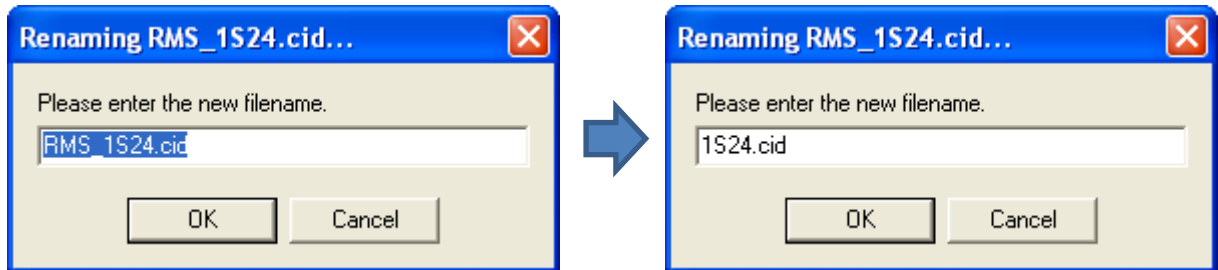 Renaming RMS_1S24.cid...
Please enter the new filename.
RMS_1S24.cid
OK Cancel
Renaming RMS_1S24.cid...
Please enter the new filename.
1S24.cid
OK Cancel